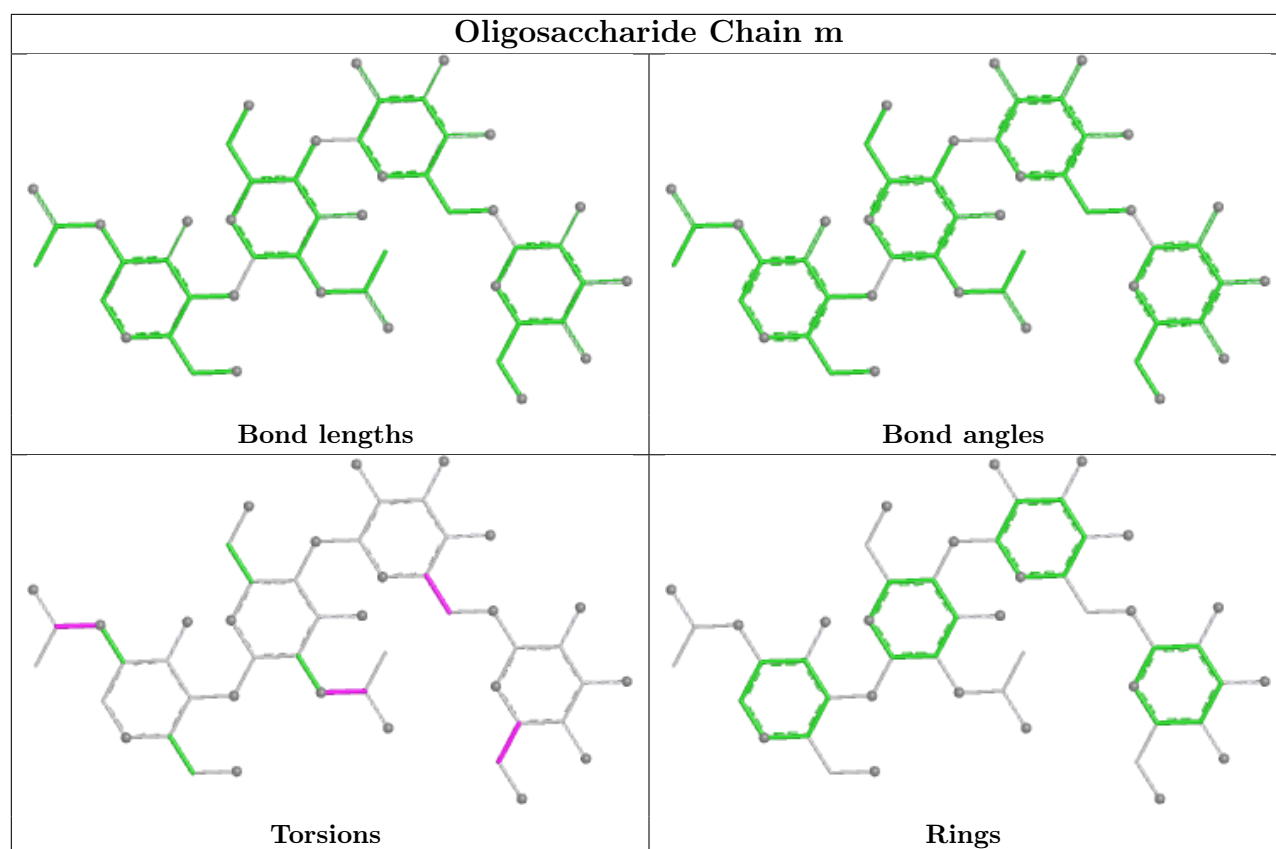 Oligosaccharide Chain m
Bond lengths
Bond angles
Torsions
Rings